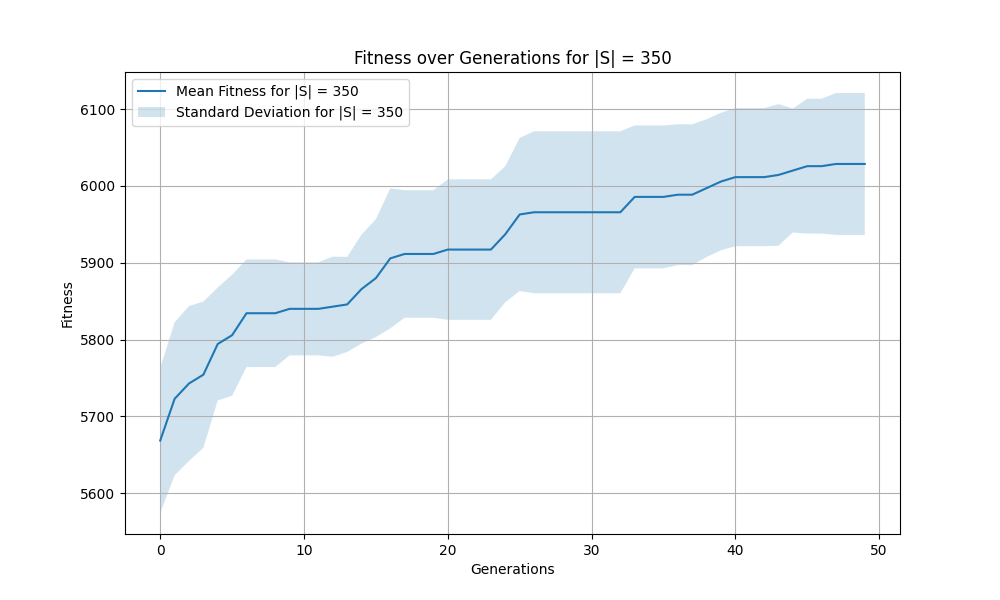 Fitness over Generations for |S| = 350
Mean Fitness for |S| = 350
Standard Deviation for |S| = 350
Fitness
6100
6000
5900
5800
5700
5600
0 10 20 30 40 50
Generations